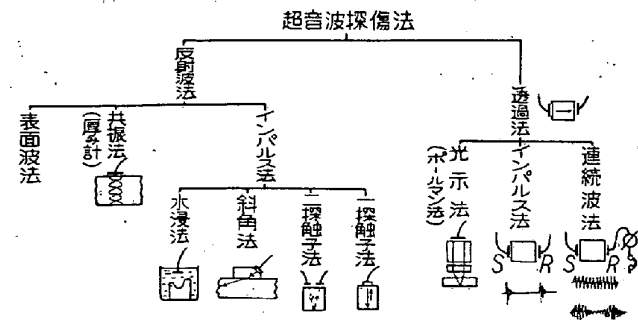 超音波探傷法
反射波法
透過法
表面波法
共振法
(厚み計)
インパルス法
光示法
(ポールマン法)
インパルス法
連続波法
水浸法
斜角法
二探触子法
一探触子法
S R
S R